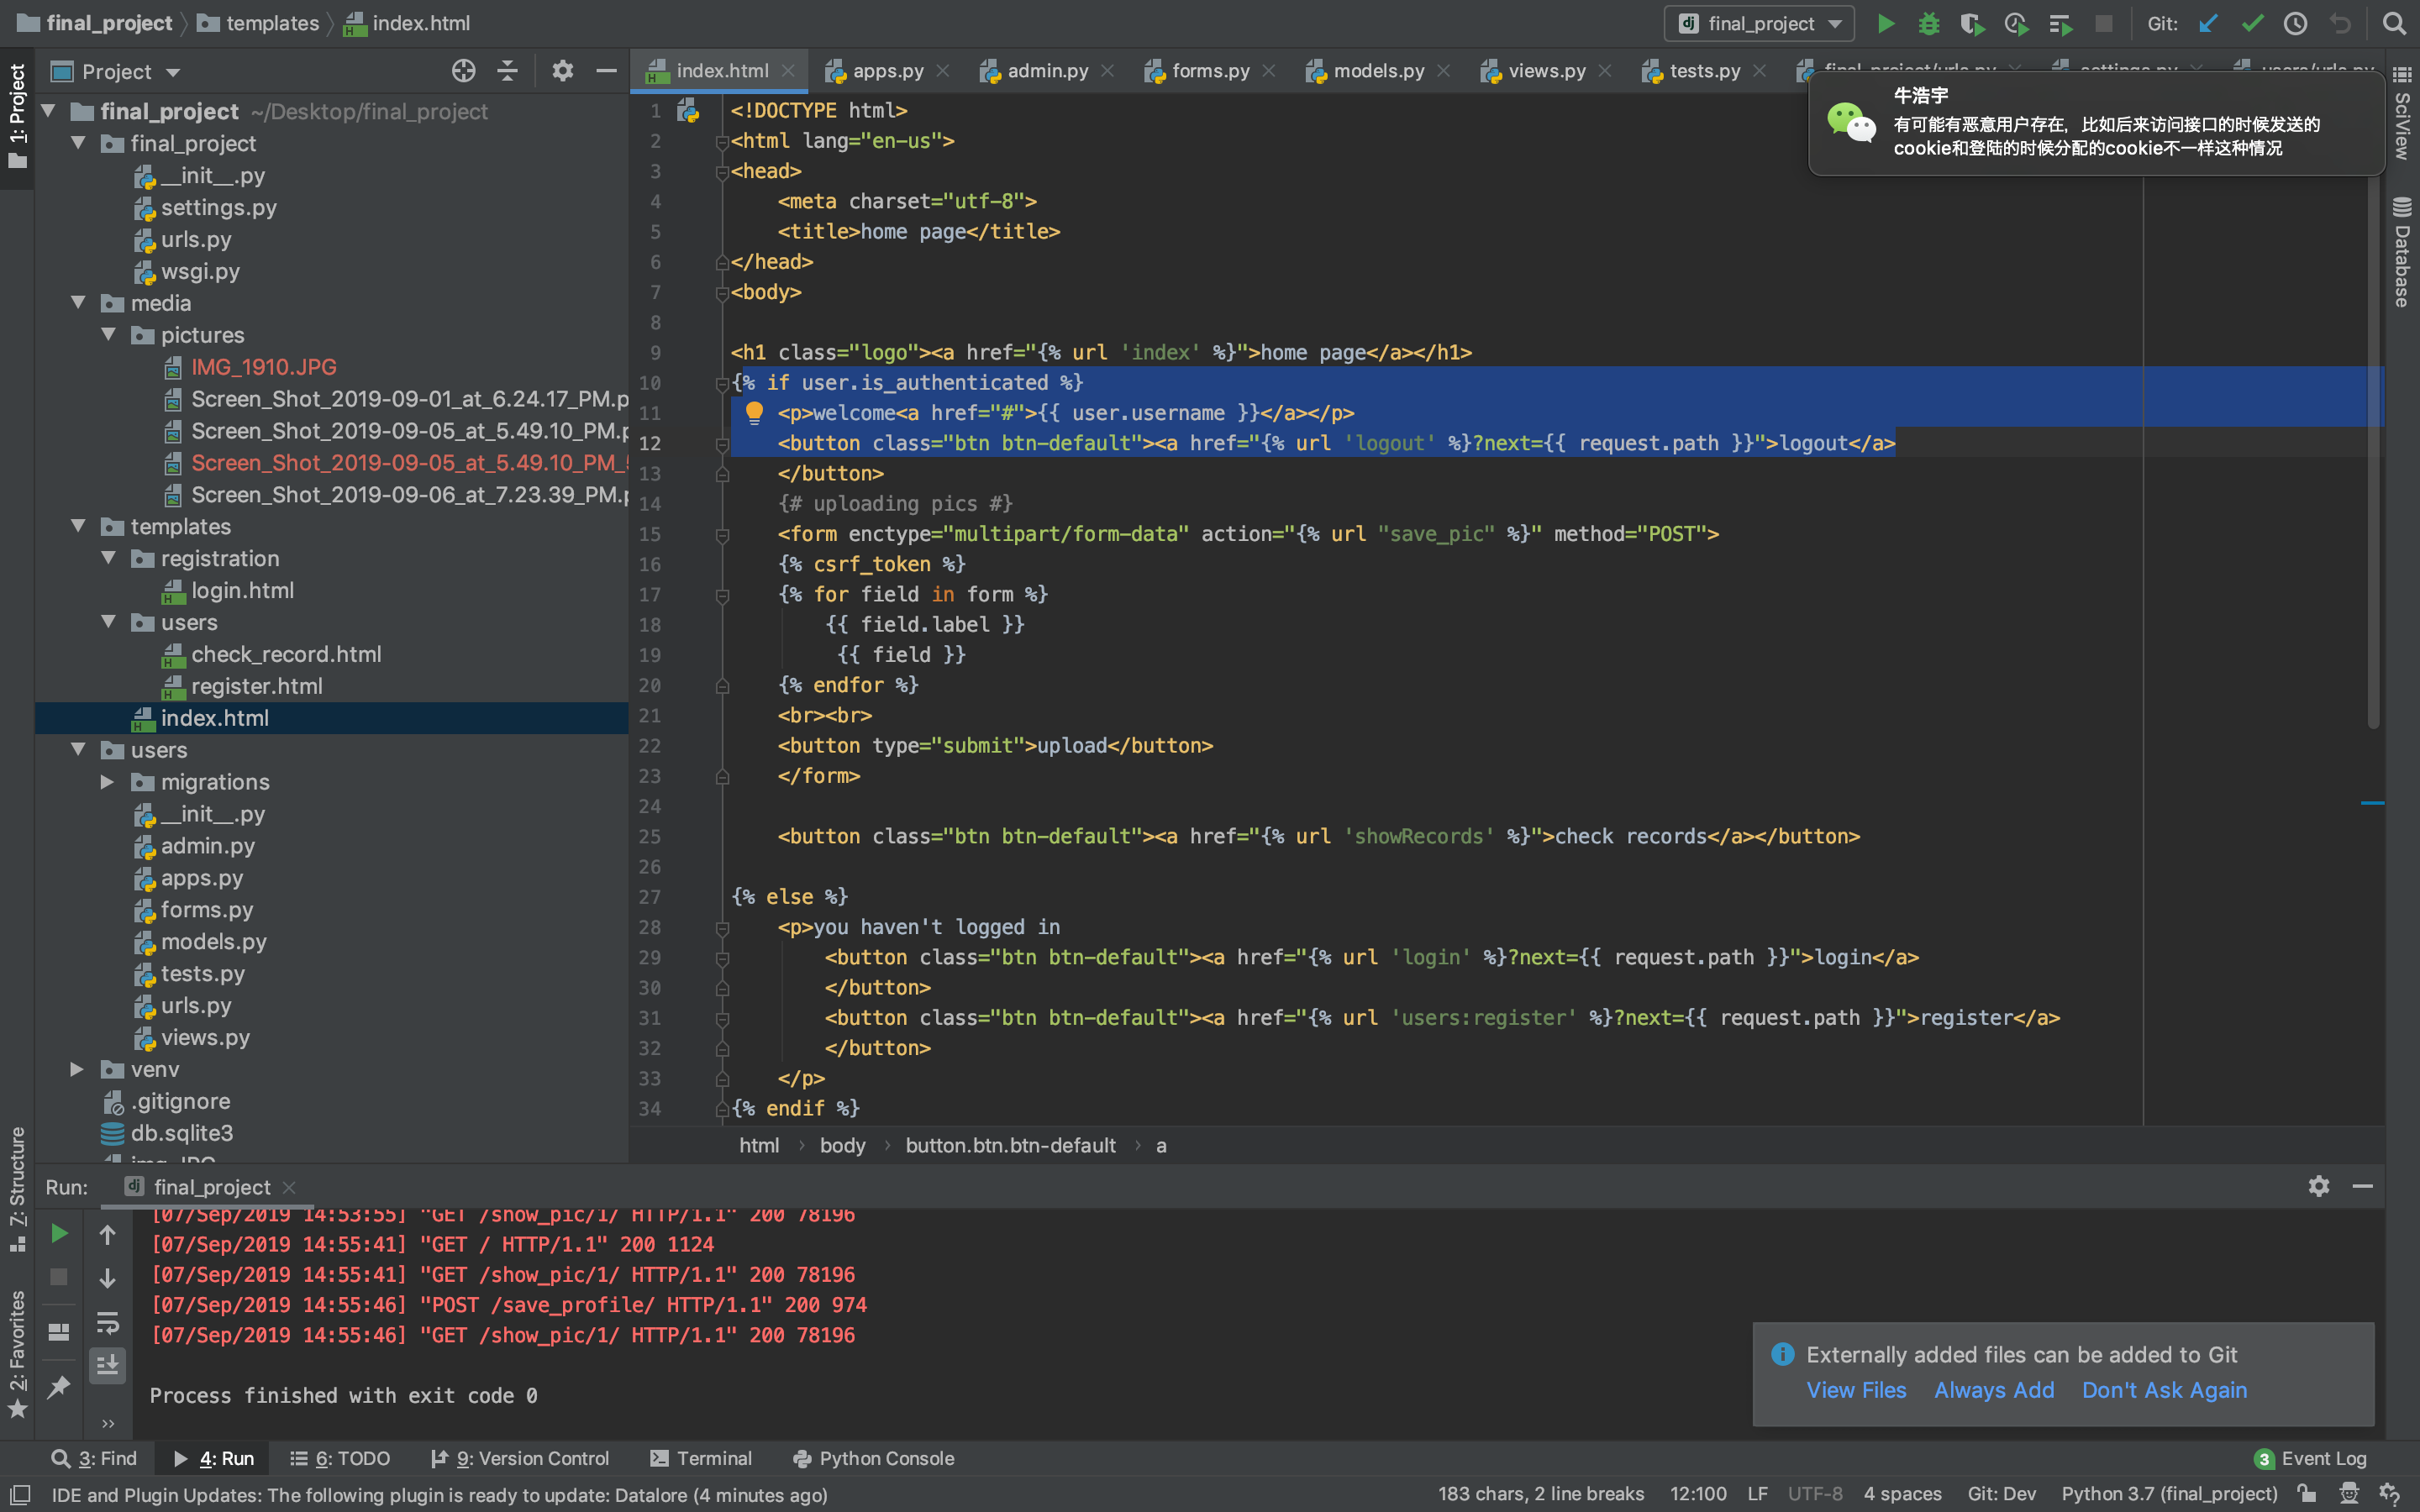 final_project
templates
index.html
final_project
Git:
1: Project
Project
index.html
apps.py
admin.py
forms.py
models.py
views.py
tests.py
final_project/urls.py
settings.py
users/urls.py
牛浩宇
有可能有恶意用户存在，比如后来访问接口的时候发送的
cookie和登陆的时候分配的cookie不一样这种情况
SciView
Database
final_project ~/Desktop/final_project
final_project
__init__.py
settings.py
urls.py
wsgi.py
media
pictures
IMG_1910.JPG
Screen_Shot_2019-09-01_at_6.24.17_PM.p
Screen_Shot_2019-09-05_at_5.49.10_PM.p
Screen_Shot_2019-09-05_at_5.49.10_PM_
Screen_Shot_2019-09-06_at_7.23.39_PM.p
templates
registration
login.html
users
check_record.html
register.html
index.html
users
migrations
__init__.py
admin.py
apps.py
forms.py
models.py
tests.py
urls.py
views.py
venv
.gitignore
db.sqlite3
img.JPG
1 <!DOCTYPE html>
2 <html lang="en-us">
3 <head>
4 <meta charset="utf-8">
5 <title>home page</title>
6 </head>
7 <body>
8
9 <h1 class="logo"><a href="{% url 'index' %}">home page</a></h1>
10 {% if user.is_authenticated %}
11 <p>welcome<a href="#">{{ user.username }}</a></p>
12 <button class="btn btn-default"><a href="{% url 'logout' %}?next={{ request.path }}">logout</a>
13 </button>
14 {# uploading pics #}
15 <form enctype="multipart/form-data" action="{% url "save_pic" %}" method="POST">
16 {% csrf_token %}
17 {% for field in form %}
18 {{ field.label }}
19 {{ field }}
20 {% endfor %}
21 <br><br>
22 <button type="submit">upload</button>
23 </form>
24
25 <button class="btn btn-default"><a href="{% url 'showRecords' %}">check records</a></button>
26
27 {% else %}
28 <p>you haven't logged in
29 <button class="btn btn-default"><a href="{% url 'login' %}?next={{ request.path }}">login</a>
30 </button>
31 <button class="btn btn-default"><a href="{% url 'users:register' %}?next={{ request.path }}">register</a>
32 </button>
33 </p>
34 {% endif %}
html
body
button.btn.btn-default
a
Z: Structure
2: Favorites
Run:
final_project
[07/Sep/2019 14:53:55] "GET /show_pic/1/ HTTP/1.1" 200 78196
[07/Sep/2019 14:55:41] "GET / HTTP/1.1" 200 1124
[07/Sep/2019 14:55:41] "GET /show_pic/1/ HTTP/1.1" 200 78196
[07/Sep/2019 14:55:46] "POST /save_profile/ HTTP/1.1" 200 974
[07/Sep/2019 14:55:46] "GET /show_pic/1/ HTTP/1.1" 200 78196
Process finished with exit code 0
Externally added files can be added to Git
View Files Always Add Don't Ask Again
3: Find
4: Run
6: TODO
9: Version Control
Terminal
Python Console
3 Event Log
IDE and Plugin Updates: The following plugin is ready to update: Datalore (4 minutes ago)
183 chars, 2 line breaks 12:100 LF UTF-8 4 spaces Git: Dev Python 3.7 (final_project)